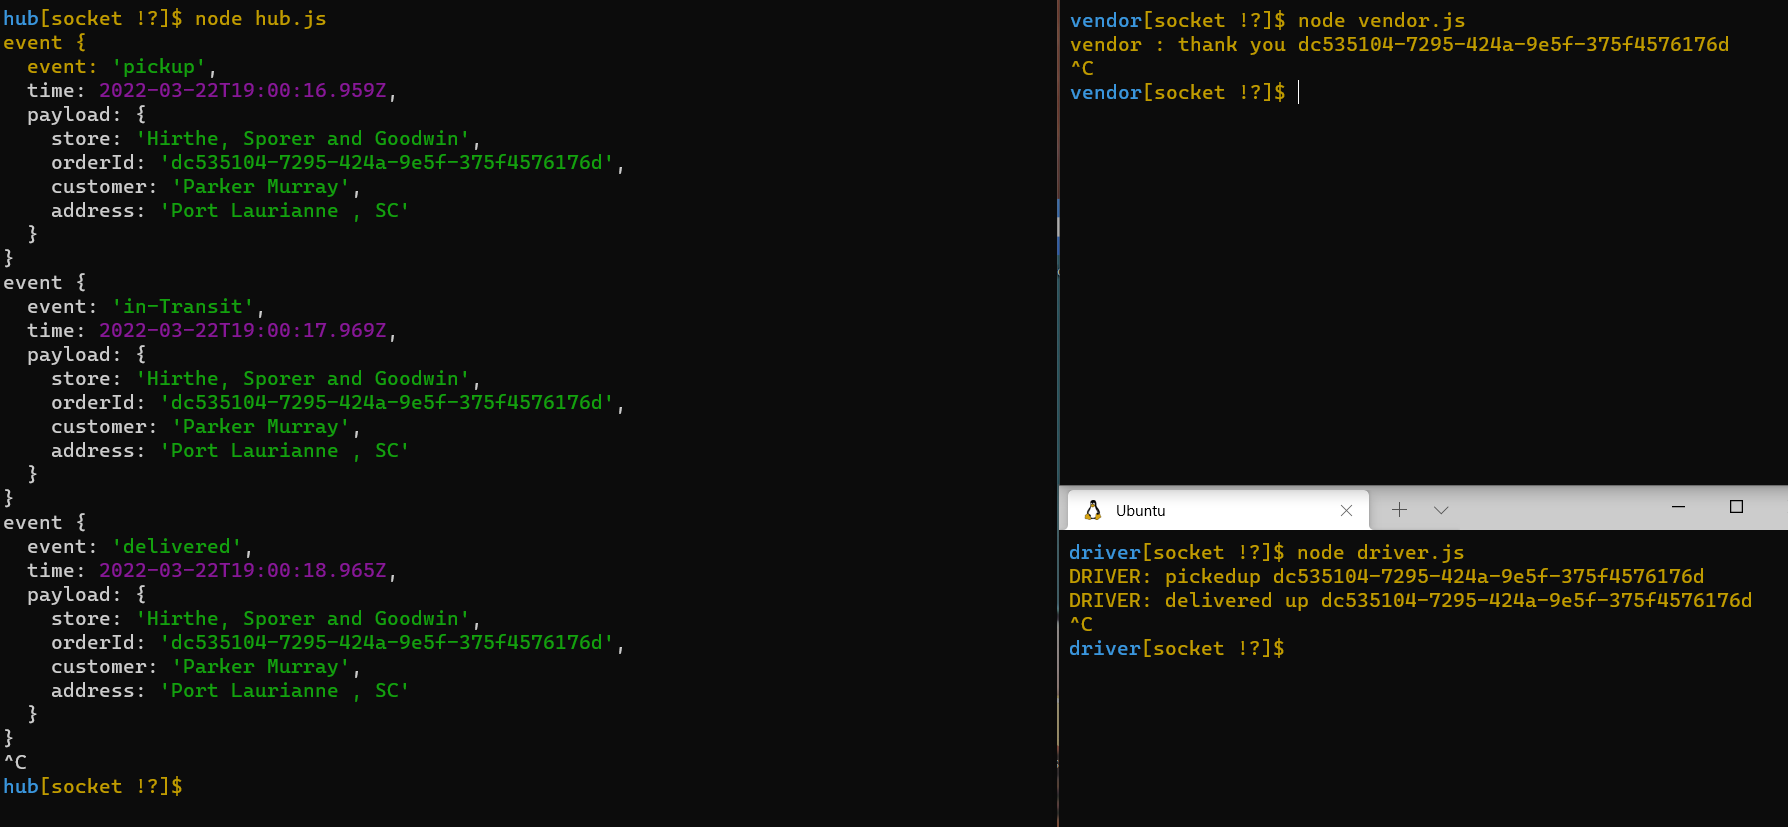 hub[socket !?]$ node hub.js
event {
  event: 'pickup',
  time: 2022-03-22T19:00:16.959Z,
  payload: {
    store: 'Hirthe, Sporer and Goodwin',
    orderId: 'dc535104-7295-424a-9e5f-375f4576176d',
    customer: 'Parker Murray',
    address: 'Port Laurianne , SC'
  }
}
event {
  event: 'in-Transit',
  time: 2022-03-22T19:00:17.969Z,
  payload: {
    store: 'Hirthe, Sporer and Goodwin',
    orderId: 'dc535104-7295-424a-9e5f-375f4576176d',
    customer: 'Parker Murray',
    address: 'Port Laurianne , SC'
  }
}
event {
  event: 'delivered',
  time: 2022-03-22T19:00:18.965Z,
  payload: {
    store: 'Hirthe, Sporer and Goodwin',
    orderId: 'dc535104-7295-424a-9e5f-375f4576176d',
    customer: 'Parker Murray',
    address: 'Port Laurianne , SC'
  }
}
^C
hub[socket !?]$
vendor[socket !?]$ node vendor.js
vendor : thank you dc535104-7295-424a-9e5f-375f4576176d
^C
vendor[socket !?]$
Ubuntu
driver[socket !?]$ node driver.js
DRIVER: pickedup dc535104-7295-424a-9e5f-375f4576176d
DRIVER: delivered up dc535104-7295-424a-9e5f-375f4576176d
^C
driver[socket !?]$